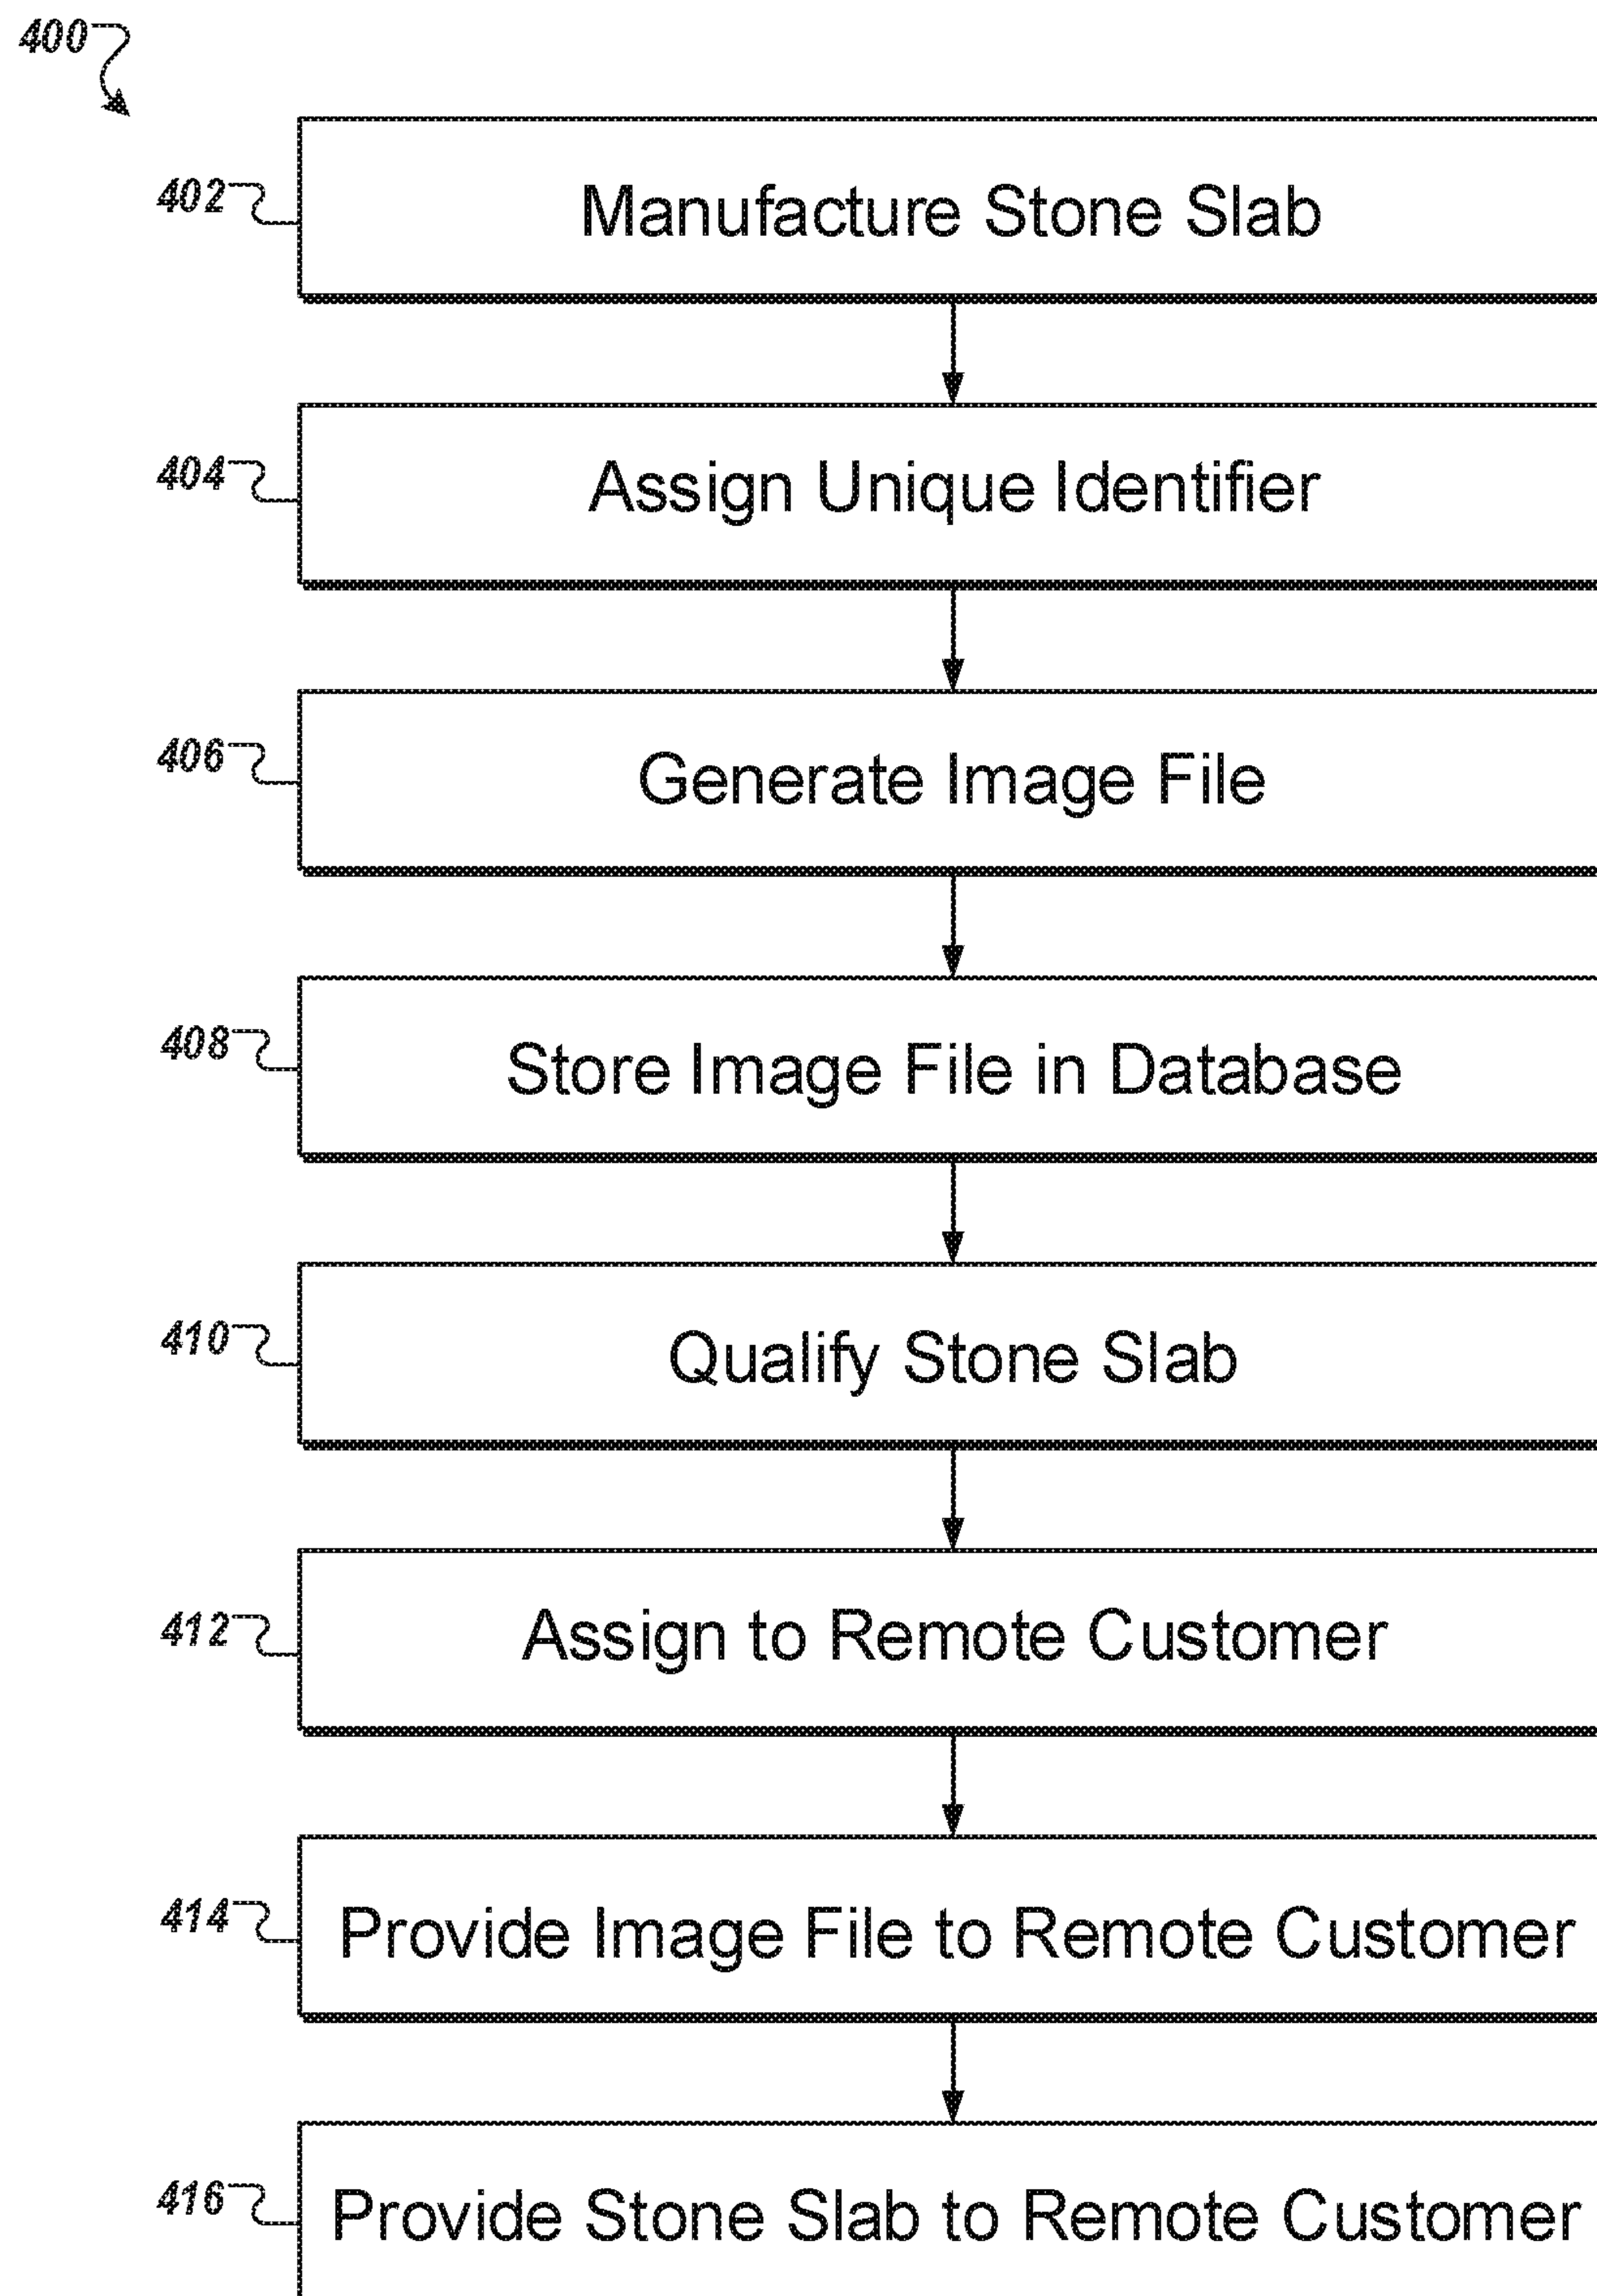 400
402 Manufacture Stone Slab
404 Assign Unique Identifier
406 Generate Image File
408 Store Image File in Database
410 Qualify Stone Slab
412 Assign to Remote Customer
414 Provide Image File to Remote Customer
416 Provide Stone Slab to Remote Customer